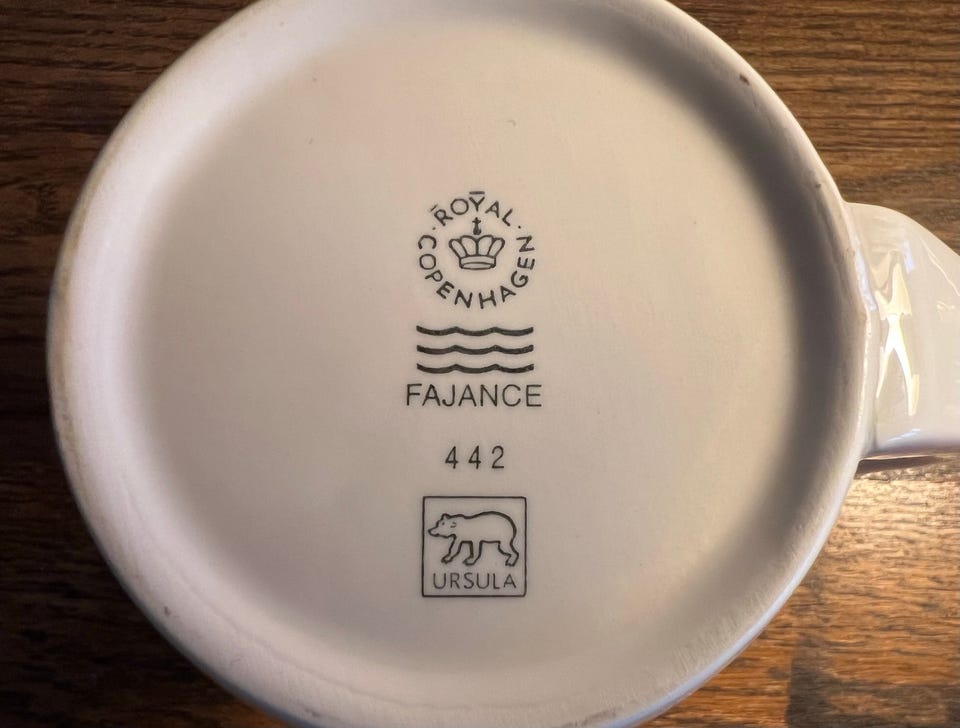 ROYAL
COPENHAGEN
FAJANCE
442
URSULA